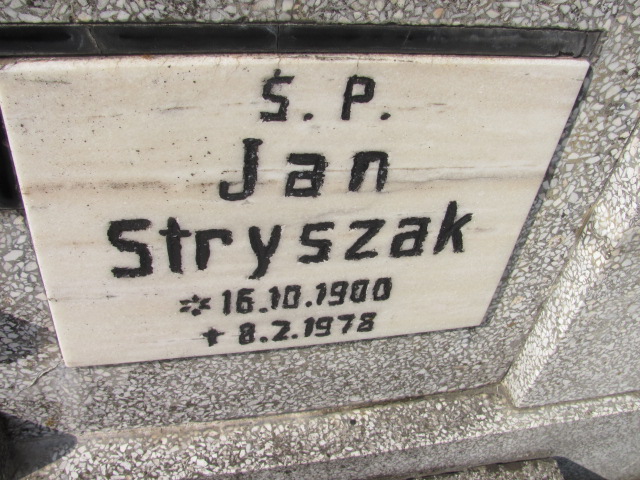 Ś. P.
Jan
Stryszak
* 16.10.1900
+ 8.2.1978